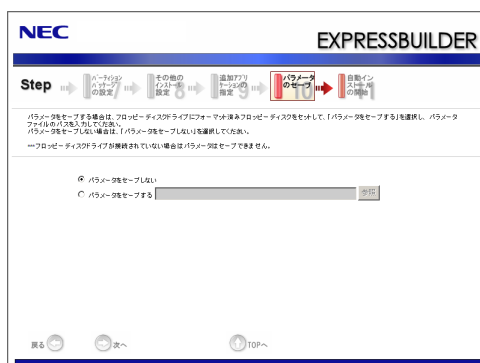 NEC
EXPRESSBUILDER
Step
パーティション
パッケージ
の設定 7
その他の
インストール
設定 8
追加アプリ
ケーションの
指定 9
パラメータ
のセーブ 10
自動イン
ストール
の開始 11
パラメータをセーブする場合は、フロッピーディスクドライブにフォーマット済みフロッピーディスクをセットして、「パラメータをセーブする」を選択し、パラメータ
ファイルのパスを入力してください。
パラメータをセーブしない場合は、「パラメータをセーブしない」を選択してください。
***フロッピーディスクドライブが接続されていない場合はパラメータはセーブできません。
パラメータをセーブしない
パラメータをセーブする 参照
戻る 次へ TOPへ